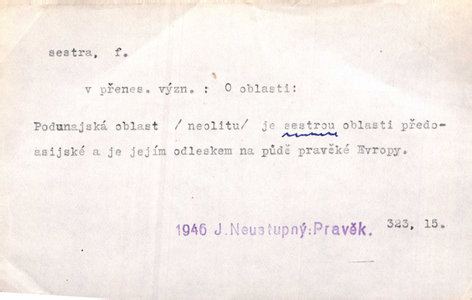 sestra, f.
v přenes. význ. : O oblasti:
Podunajská oblast /neolitu/ je sestrou oblasti předo-
asijské a je jejím odleskem na půdě pravěké Evropy.
1946 J.Neustupný:Pravěk. 323, 15.